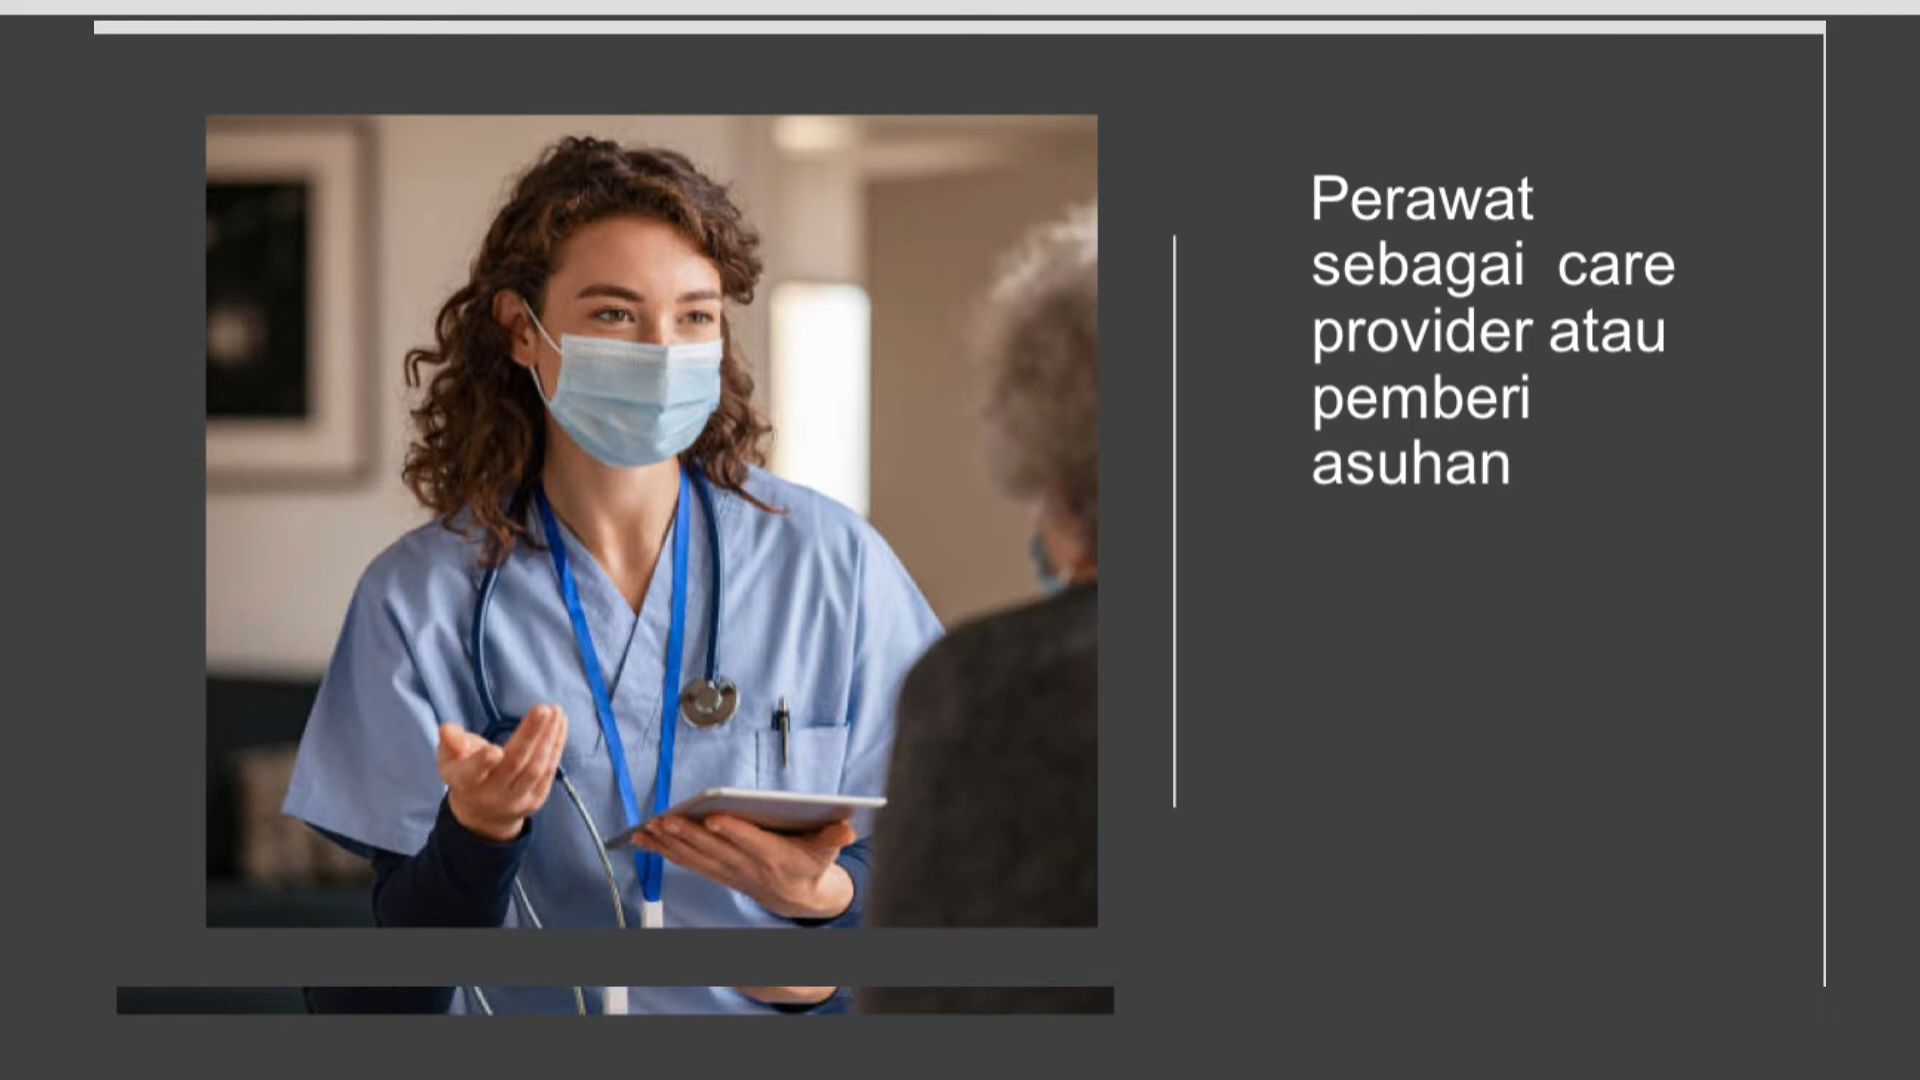 Perawat
sebagai  care
provider atau
pemberi
asuhan